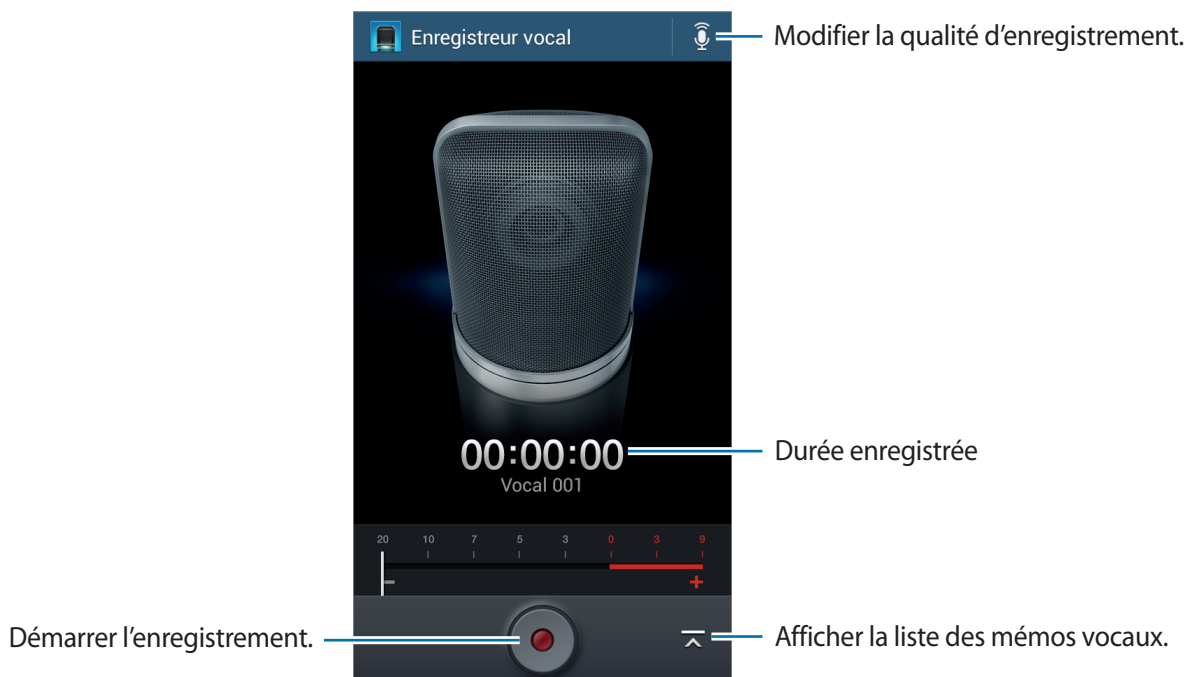 Enregistreur vocal
Modifier la qualité d’enregistrement.
00:00:00
Durée enregistrée
Vocal 001
20 10 7 5 3 0 3 9
– +
Démarrer l’enregistrement.
Afficher la liste des mémos vocaux.